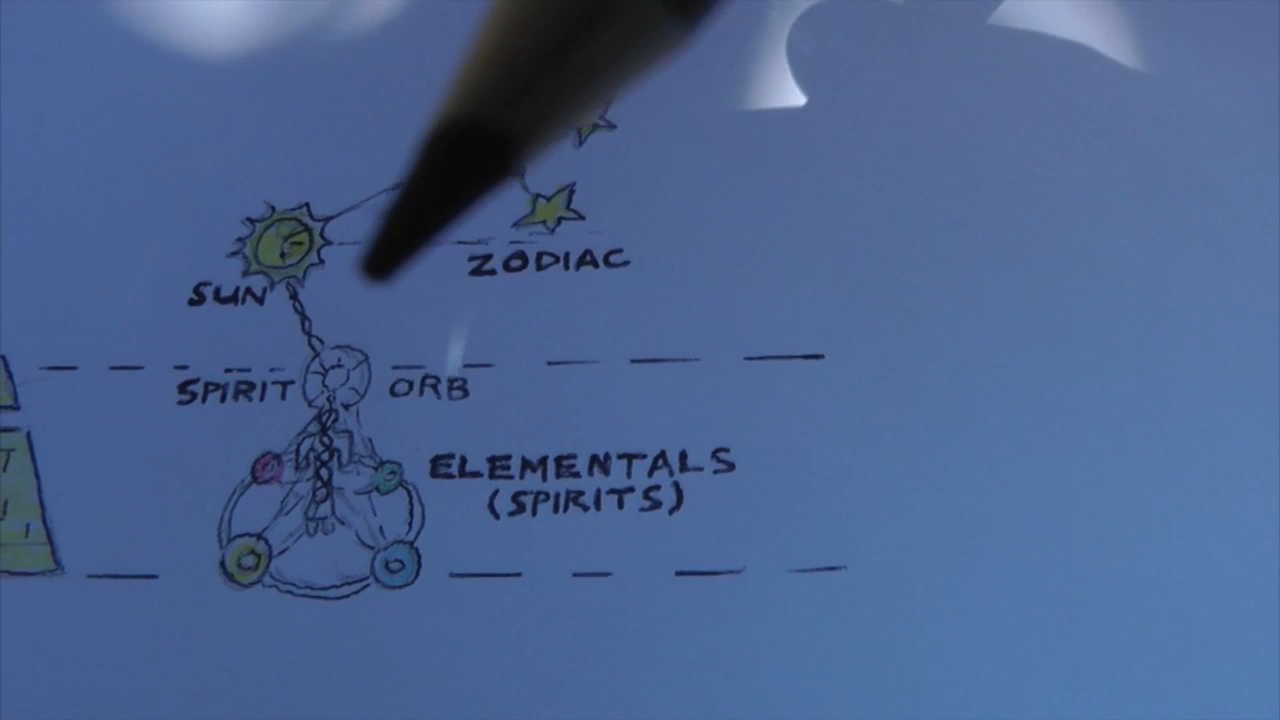 ZODIAC
SUN
SPIRIT ORB
ELEMENTALS
(SPIRITS)